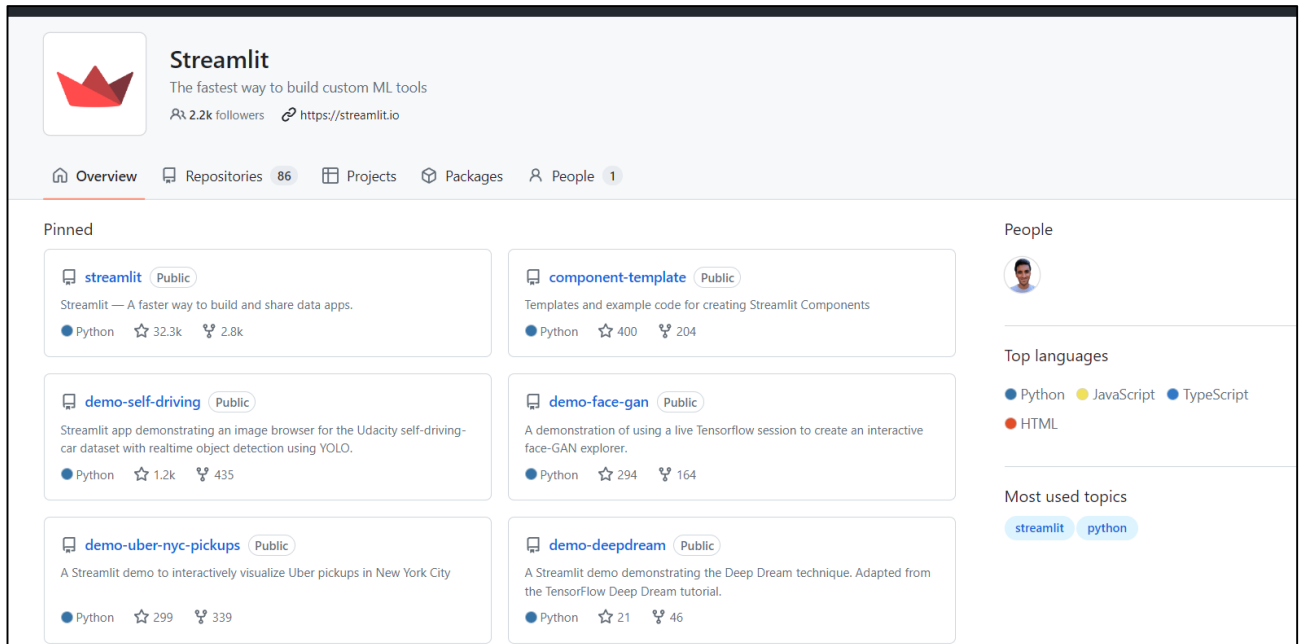 Streamlit
The fastest way to build custom ML tools
2.2k followers https://streamlit.io
Overview Repositories 86 Projects Packages People 1
Pinned
streamlit Public
Streamlit — A faster way to build and share data apps.
Python 32.3k 2.8k
component-template Public
Templates and example code for creating Streamlit Components
Python 400 204
demo-self-driving Public
Streamlit app demonstrating an image browser for the Udacity self-driving-
car dataset with realtime object detection using YOLO.
Python 1.2k 435
demo-face-gan Public
A demonstration of using a live Tensorflow session to create an interactive
face-GAN explorer.
Python 294 164
demo-uber-nyc-pickups Public
A Streamlit demo to interactively visualize Uber pickups in New York City
Python 299 339
demo-deepdream Public
A Streamlit demo demonstrating the Deep Dream technique. Adapted from
the TensorFlow Deep Dream tutorial.
Python 21 46
People
Top languages
Python JavaScript TypeScript
HTML
Most used topics
streamlit python